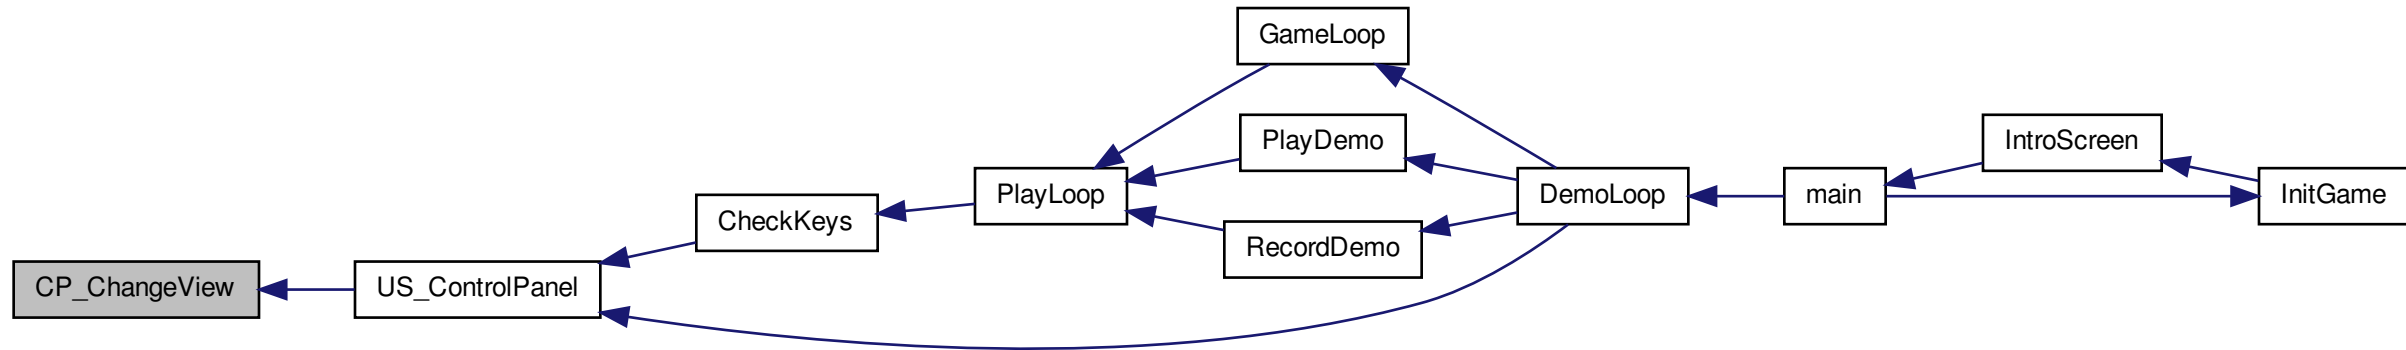 GameLoop
PlayDemo
IntroScreen
PlayLoop
DemoLoop
main
InitGame
CheckKeys
RecordDemo
CP_ChangeView
US_ControlPanel